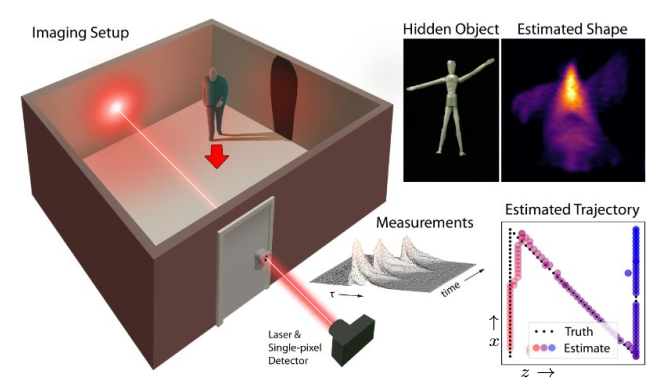 Imaging Setup
Hidden Object
Estimated Shape
Measurements
τ →
time
Laser &
Single-pixel
Detector
Estimated Trajectory
Truth
Estimate
↑
x
z →